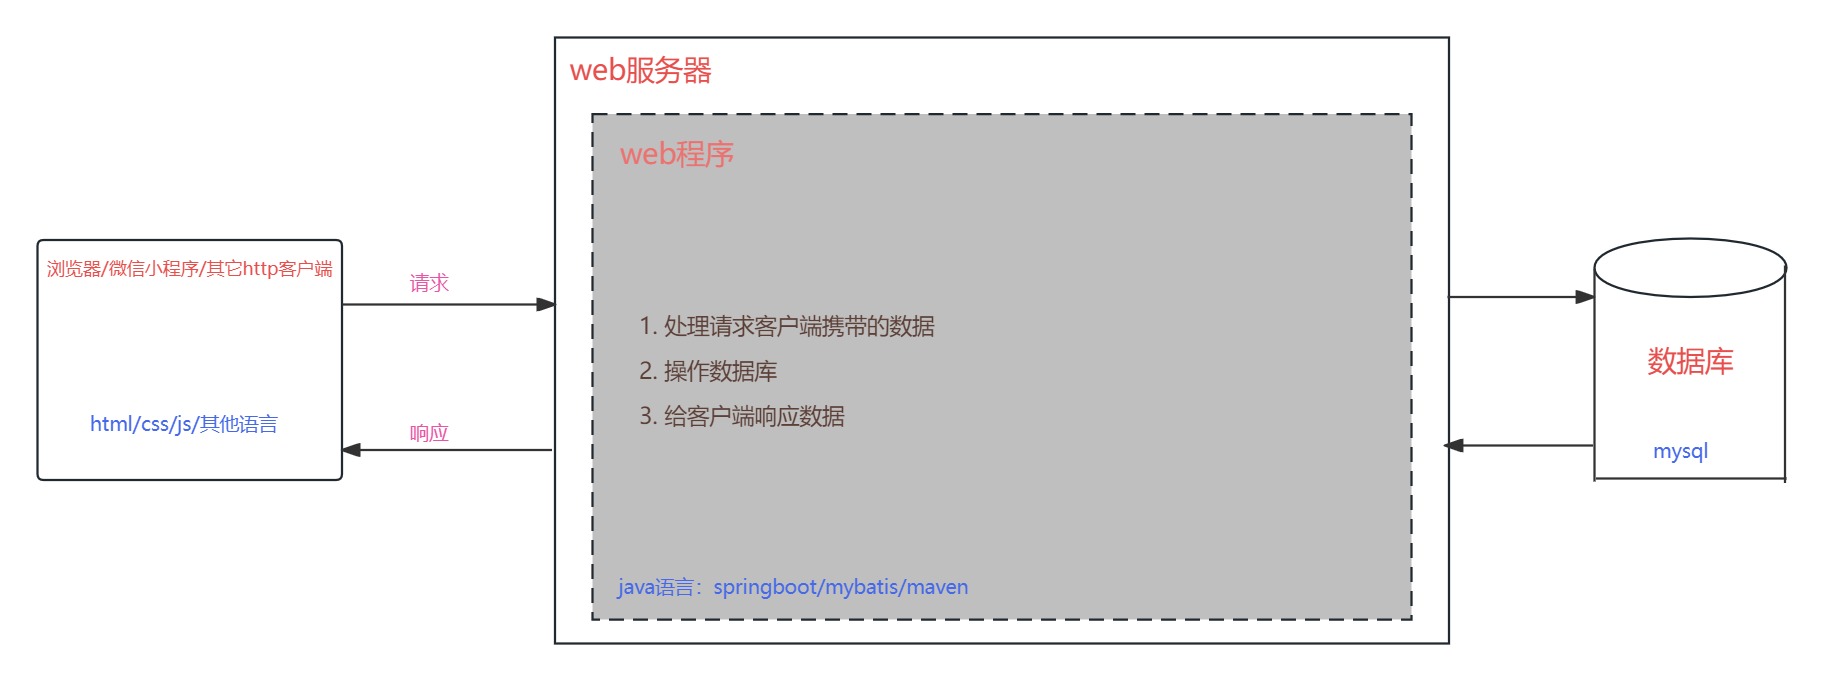 web服务器
web程序
浏览器/微信小程序/其它http客户端
请求
1. 处理请求客户端携带的数据
2. 操作数据库
3. 给客户端响应数据
数据库
html/css/js/其他语言
响应
mysql
java语言：springboot/mybatis/maven